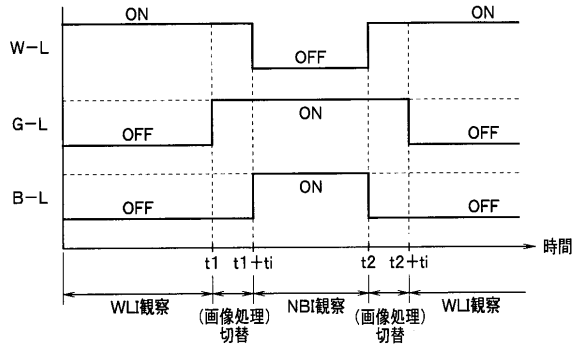 ON ON
W-L
OFF
G-L
ON
OFF OFF
B-L
ON
OFF OFF
時間
t1 t1+ti t2 t2+ti
WLI観察 NBI観察 WLI観察
(画像処理) (画像処理)
切替 切替